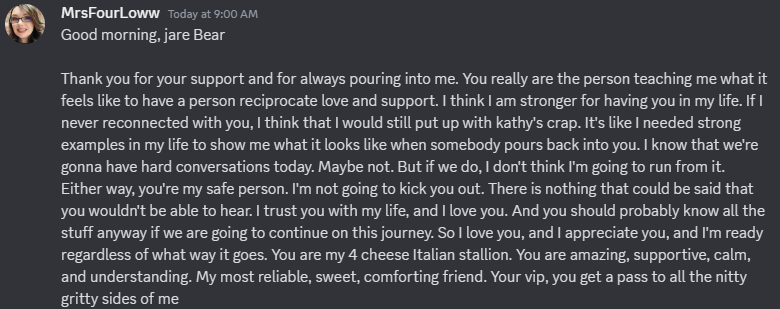 MrsFourLoww Today at 9:00 AM
Good morning, jare Bear
Thank you for your support and for always pouring into me. You really are the person teaching me what it
feels like to have a person reciprocate love and support. I think I am stronger for having you in my life. If I
never reconnected with you, I think that I would still put up with kathy's crap. It's like I needed strong
examples in my life to show me what it looks like when somebody pours back into you. I know that we're
gonna have hard conversations today. Maybe not. But if we do, I don't think I'm going to run from it.
Either way, you're my safe person. I'm not going to kick you out. There is nothing that could be said that
you wouldn't be able to hear. I trust you with my life, and I love you. And you should probably know all the
stuff anyway if we are going to continue on this journey. So I love you, and I appreciate you, and I'm ready
regardless of what way it goes. You are my 4 cheese Italian stallion. You are amazing, supportive, calm,
and understanding. My most reliable, sweet, comforting friend. Your vip, you get a pass to all the nitty
gritty sides of me